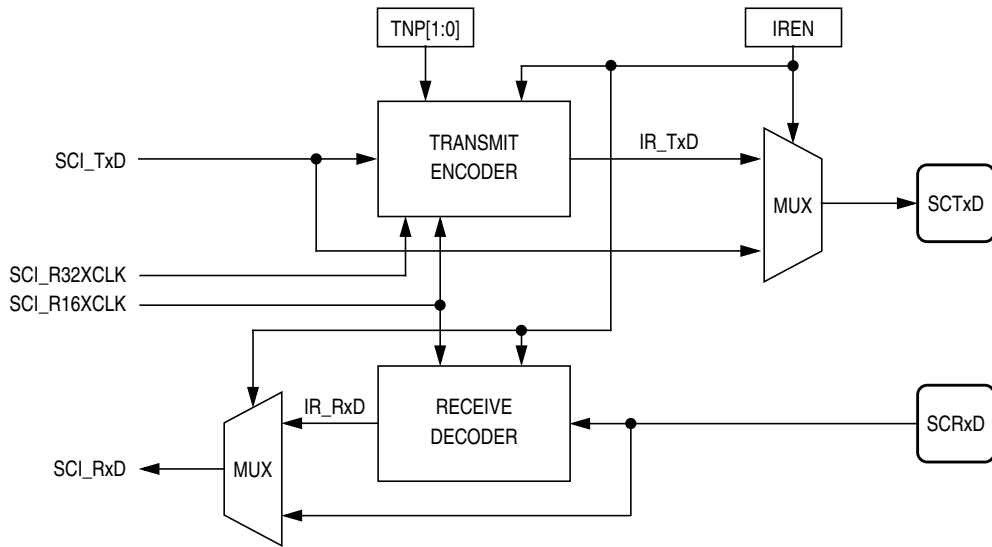 TNP[1:0]
IREN
SCI_TxD
TRANSMIT
ENCODER
IR_TxD
MUX
SCTxD
SCI_R32XCLK
SCI_R16XCLK
IR_RxD
RECEIVE
DECODER
SCRxD
SCI_RxD
MUX